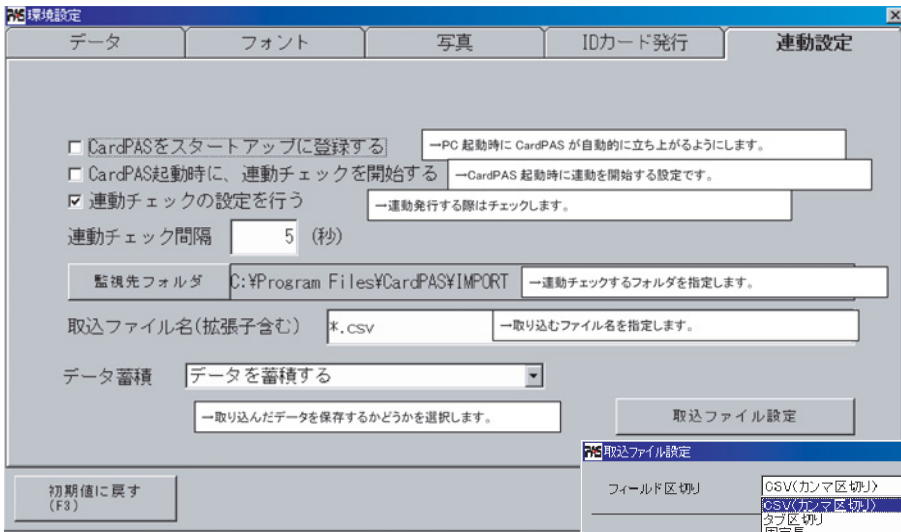 PAS 環境設定
データ フォント 写真 IDカード発行 連動設定
CardPASをスタートアップに登録する →PC 起動時に CardPAS が自動的に立ち上がるようにします。
CardPAS起動時に、連動チェックを開始する →CardPAS 起動時に連動を開始する設定です。
連動チェックの設定を行う →連動発行する際はチェックします。
連動チェック間隔 5 (秒)
監視先フォルダ C:¥Program Files¥CardPAS¥IMPORT →連動チェックするフォルダを指定します。
取込ファイル名(拡張子含む) *.csv →取り込むファイル名を指定します。
データ蓄積 データを蓄積する
→取り込んだデータを保存するかどうかを選択します。
取込ファイル設定
PAS 取込ファイル設定
フィールド区切り CSV(カンマ区切り)
CSV(カンマ区切り)
タブ区切り
固定長
初期値に戻す
(F3)